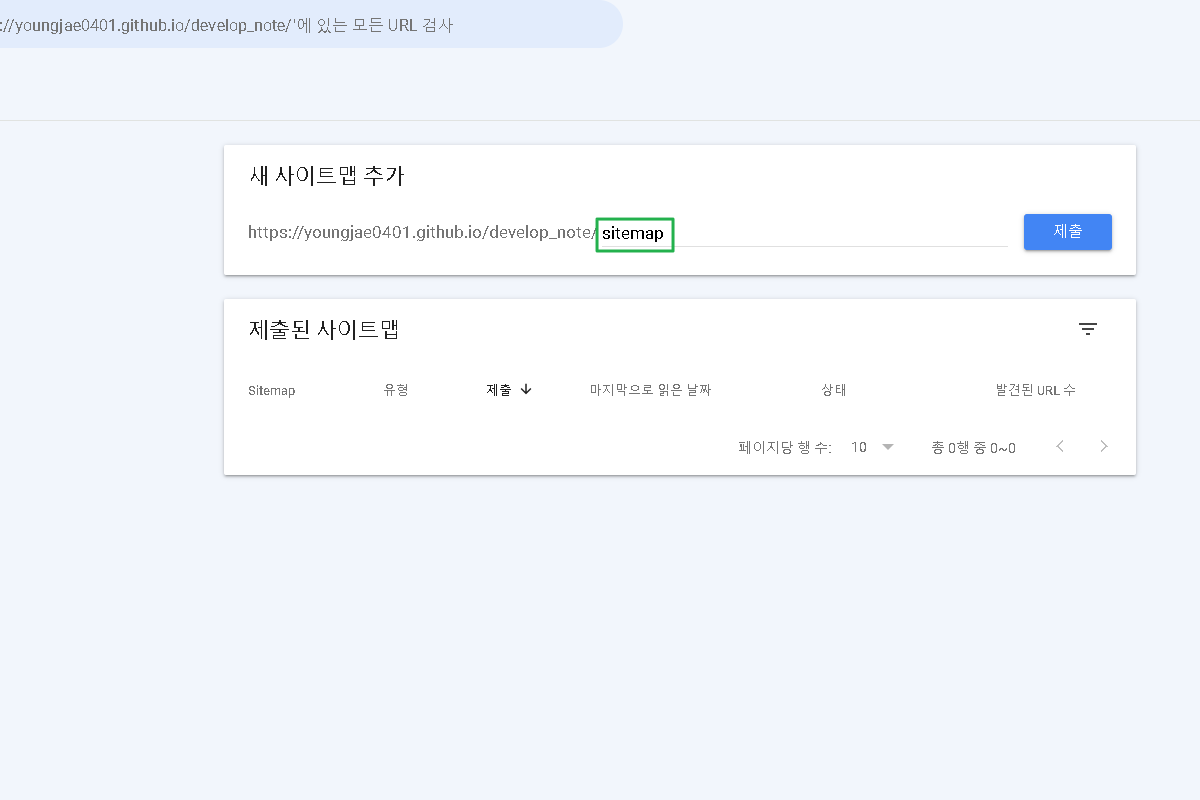 ://youngjae0401.github.io/develop_note/'에 있는 모든 URL 검사
새 사이트맵 추가
https://youngjae0401.github.io/develop_note/ sitemap 제출
제출된 사이트맵
Sitemap 유형 제출 마지막으로 읽은 날짜 상태 발견된 URL 수
페이지당 행 수: 10 총 0행 중 0~0